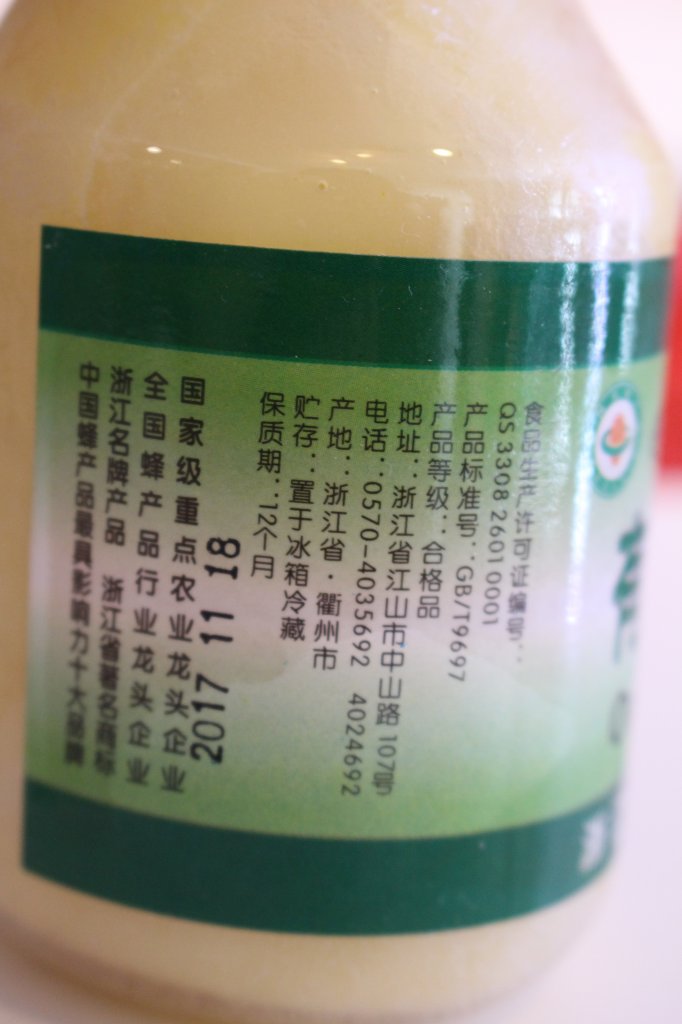 食品生产许可证编号:
QS 3308 2601 0001
产品标准号:GB/T9697
产品等级:合格品
地址:浙江省江山市中山路107号
电话:0570-4035692 4024692
产地:浙江省·衢州市
贮存:置于冰箱冷藏
保质期:12个月
2017 11 18
国家级重点农业龙头企业
全国蜂产品行业龙头企业
浙江名牌产品 浙江省著名商标
中国蜂产品最具影响力十大品牌